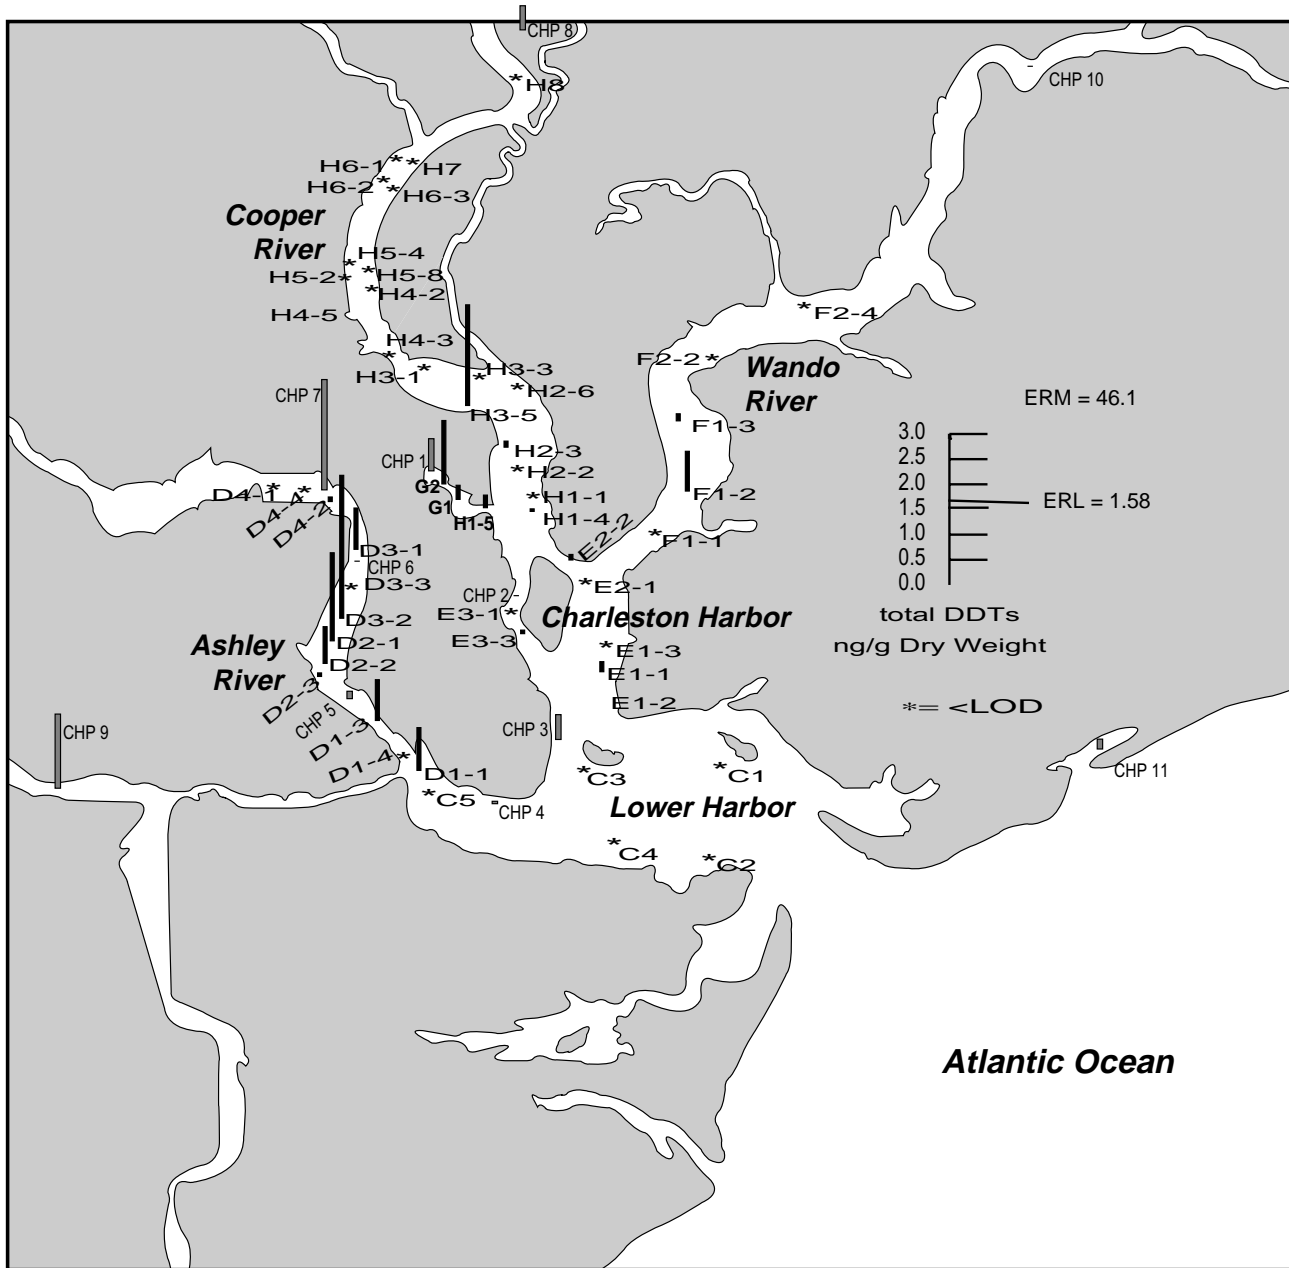 CHP 8
CHP 10
*H8
H6-1 * *H7
H6-2 * *H6-3
Cooper
River
H5-4
*
H5-2* *H5-8
*H4-2
H4-5
H4-3
*
H3-1 *
*H3-3
*H2-6
H3-5
*F2-4
F2-2*
Wando
River
ERM = 46.1
CHP 7
CHP 1
F1-3
H2-3
*H2-2
3.0
2.5
2.0
1.5
1.0
0.5
0.0
ERL = 1.58
total DDTs
ng/g Dry Weight
*= <LOD
D4-1*
D4-4*
D4-2
G2
G1
H1-5
*H1-1
H1-4
F1-2
*F1-1
E2-2
D3-1
CHP 6
*D3-3
D3-2
CHP 2
*E2-1
E3-1*
E3-3
Charleston Harbor
Ashley
River
D2-1
D2-2
D2-3
*E1-3
E1-1
E1-2
CHP 5
D1-3
CHP 3
CHP 9
D1-4*
D1-1
*C3
*C1
CHP 11
*C5
CHP 4
Lower Harbor
*C4
*C2
Atlantic Ocean